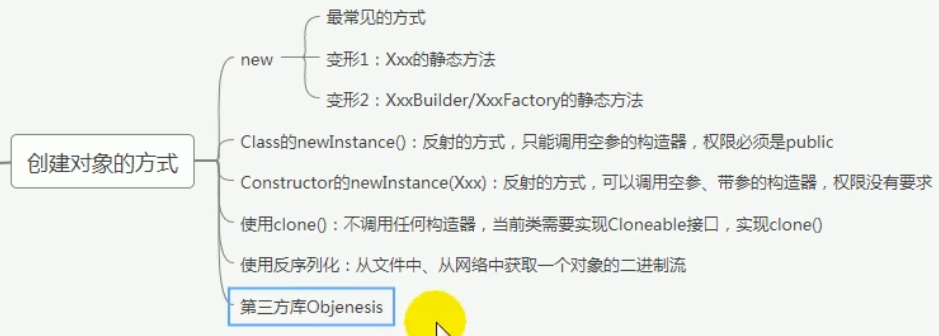 创建对象的方式
new
最常见的方式
变形1：Xxx的静态方法
变形2：XxxBuilder/XxxFactory的静态方法
Class的newInstance()：反射的方式，只能调用空参的构造器，权限必须是public
Constructor的newInstance(Xxx)：反射的方式，可以调用空参、带参的构造器，权限没有要求
使用clone()：不调用任何构造器，当前类需要实现Cloneable接口，实现clone()
使用反序列化：从文件中、从网络中获取一个对象的二进制流
第三方库Objenesis